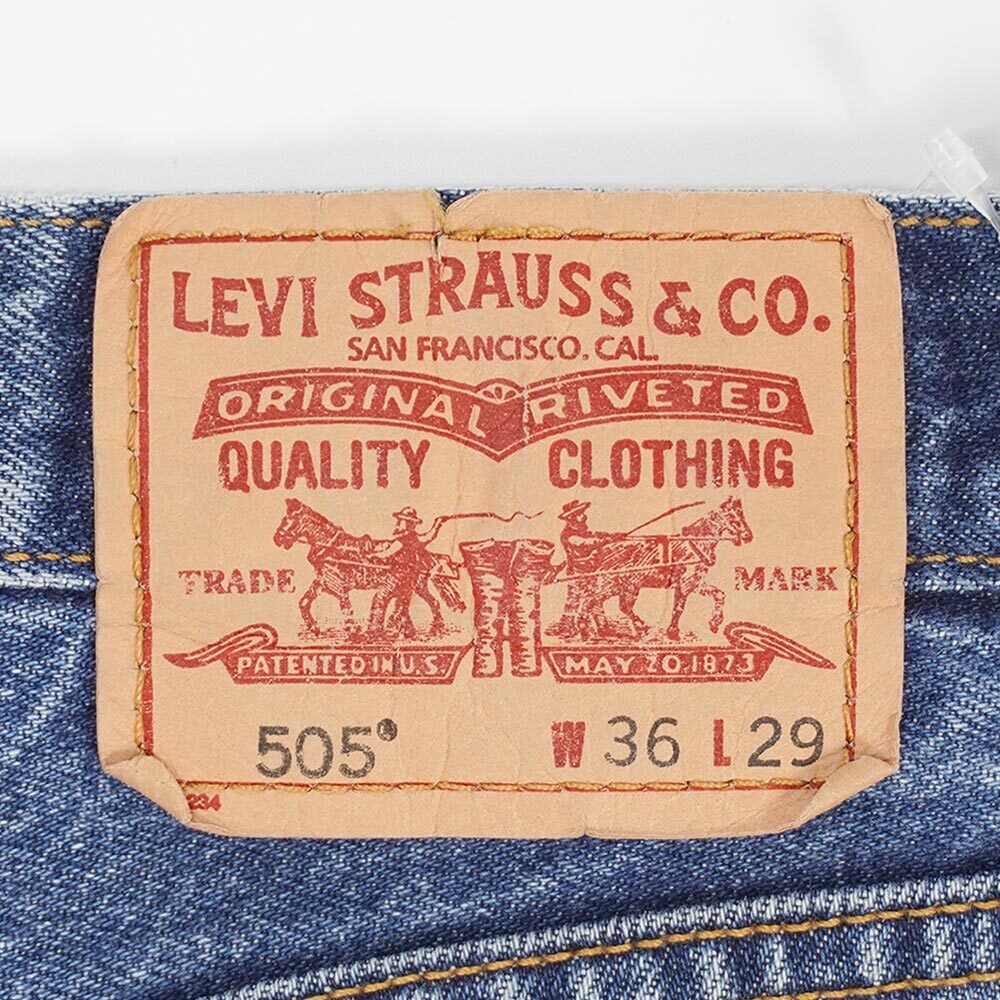 LEVI STRAUSS & CO.
SAN FRANCISCO. CAL.
ORIGINAL RIVETED
QUALITY CLOTHING
TRADE MARK
PATENTED IN U.S. MAY 20 1873
505® W 36 L 29
234